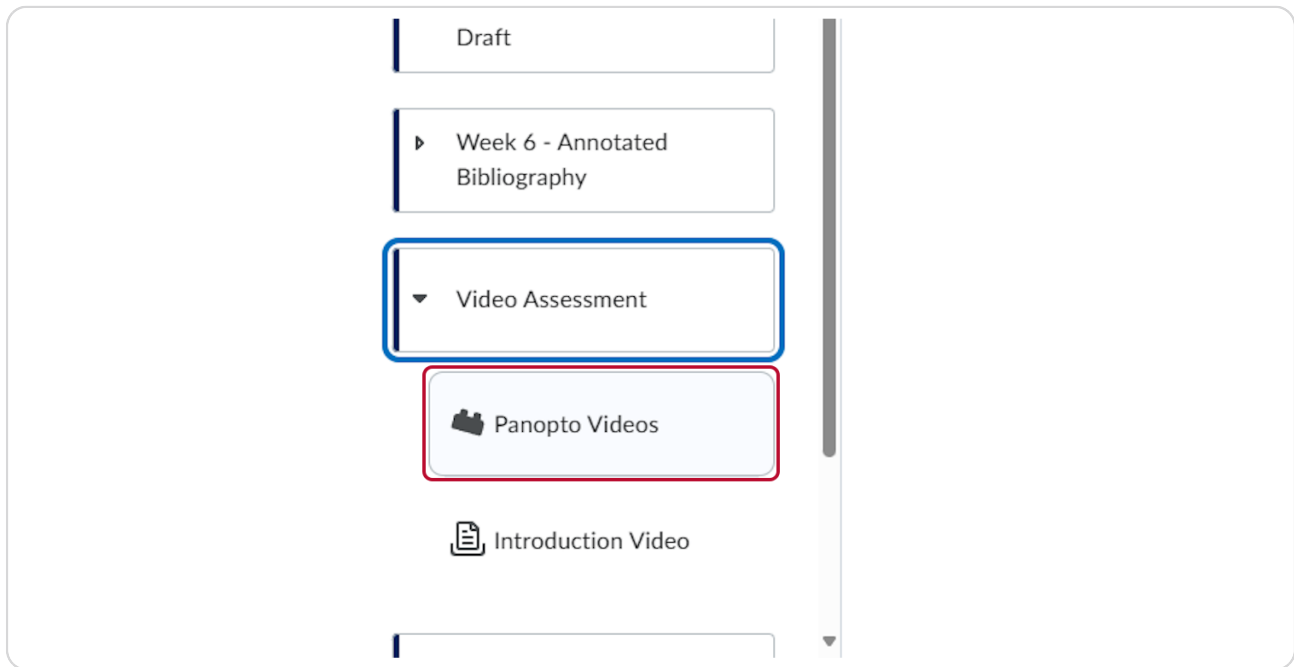 Draft
Week 6 - Annotated
Bibliography
Video Assessment
Panopto Videos
Introduction Video